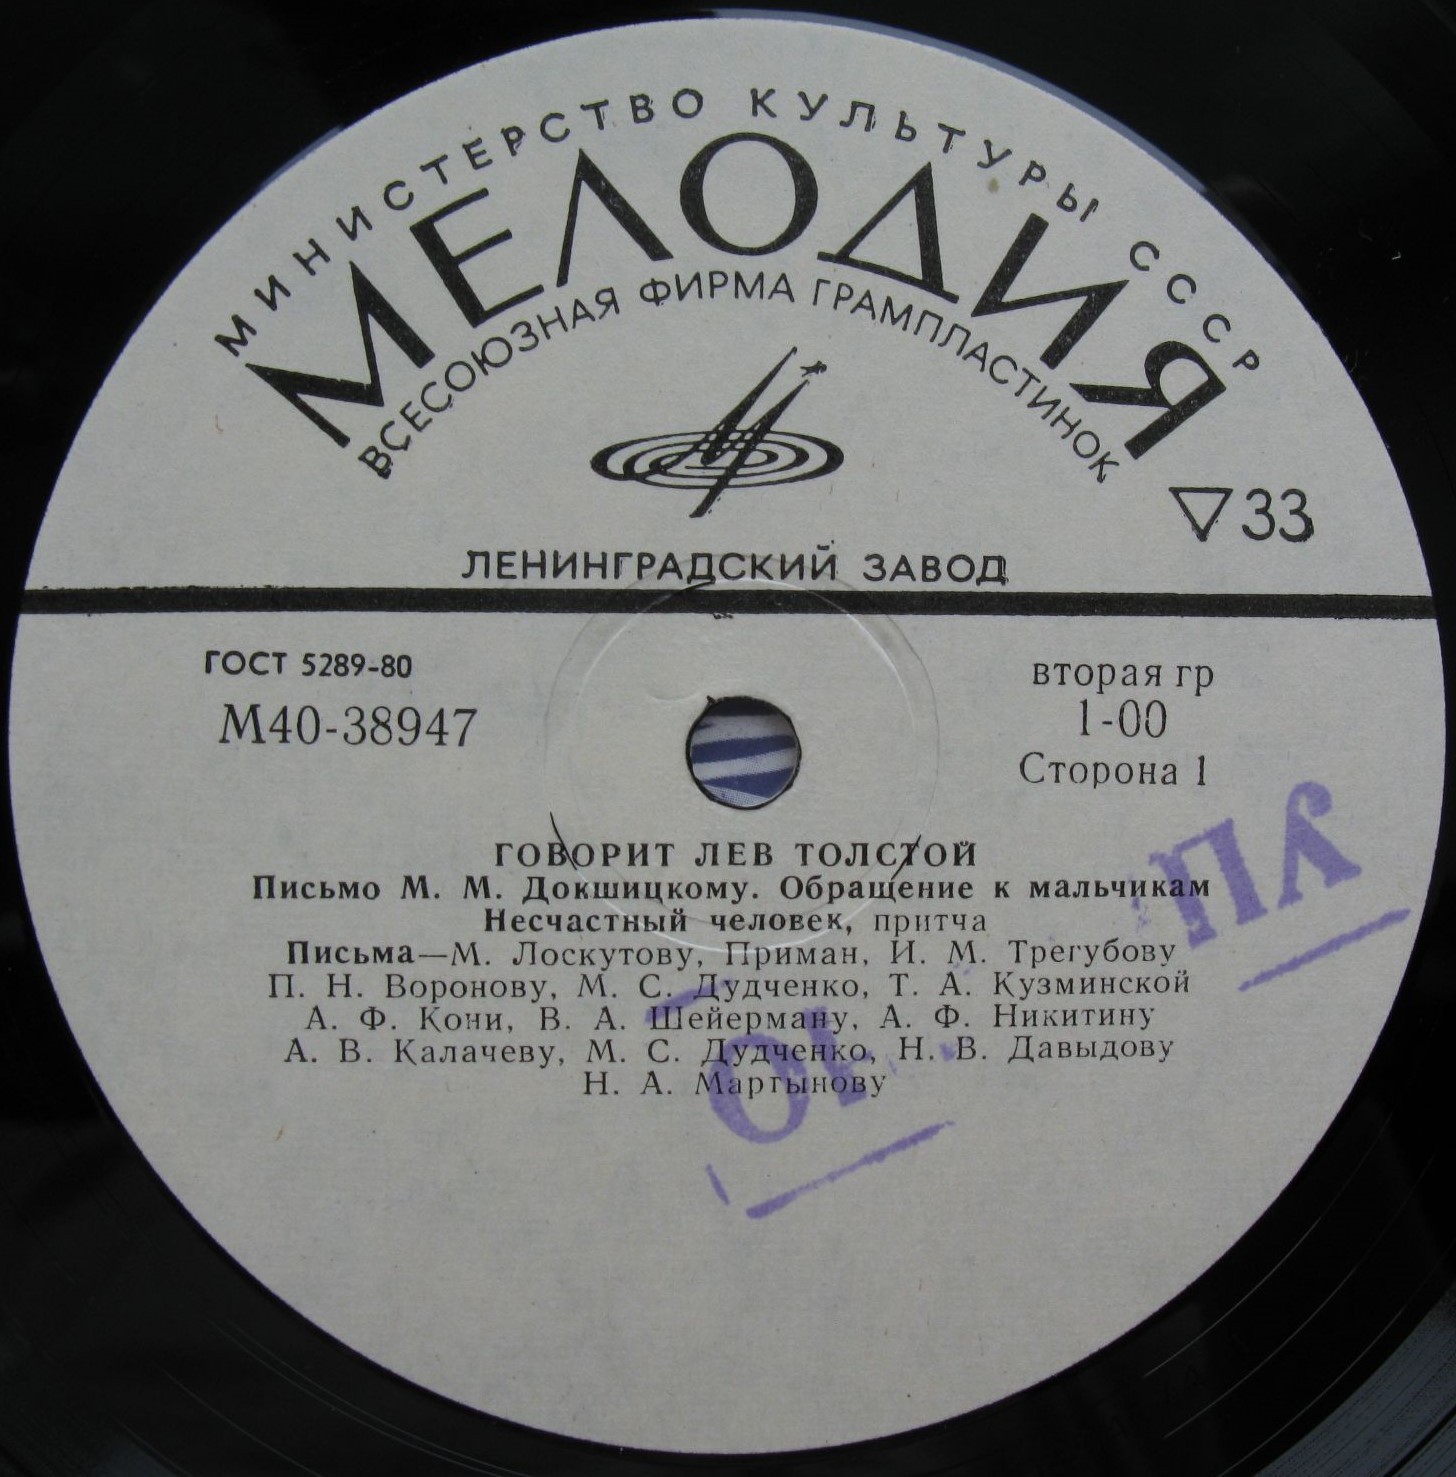 МИНИСТЕРСТВО КУЛЬТУРЫ СССР
МЕЛОДИЯ
ВСЕСОЮЗНАЯ ФИРМА ГРАМПЛАСТИНОК
▽33
ЛЕНИНГРАДСКИЙ ЗАВОД
ГОСТ 5289-80
М40-38947
вторая гр
1-00
Сторона 1
ГОВОРИТ ЛЕВ ТОЛСТОЙ
Письмо М. М. Докшицкому. Обращение к мальчикам
Несчастный человек, притча
Письма—М. Лоскутову, Приман, И. М. Трегубову
П. Н. Воронову, М. С. Дудченко, Т. А. Кузминской
А. Ф. Кони, В. А. Шейерману, А. Ф. Никитину
А. В. Калачеву, М. С. Дудченко, Н. В. Давыдову
Н. А. Мартынову